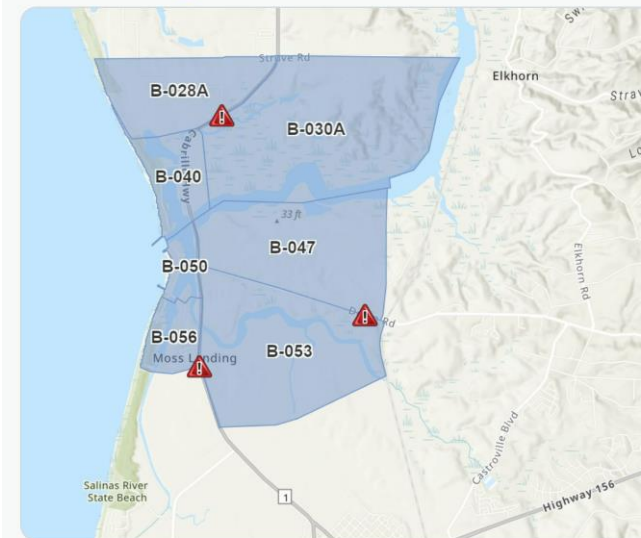 Strave Rd
Elkhorn
B-028A
B-030A
Cabrillo Hwy
B-040
33 ft
B-047
Elkhorn Rd
B-050
Rd
B-056
Moss Landing
B-053
Castroville Blvd
Salinas River
State Beach
1
Highway 156